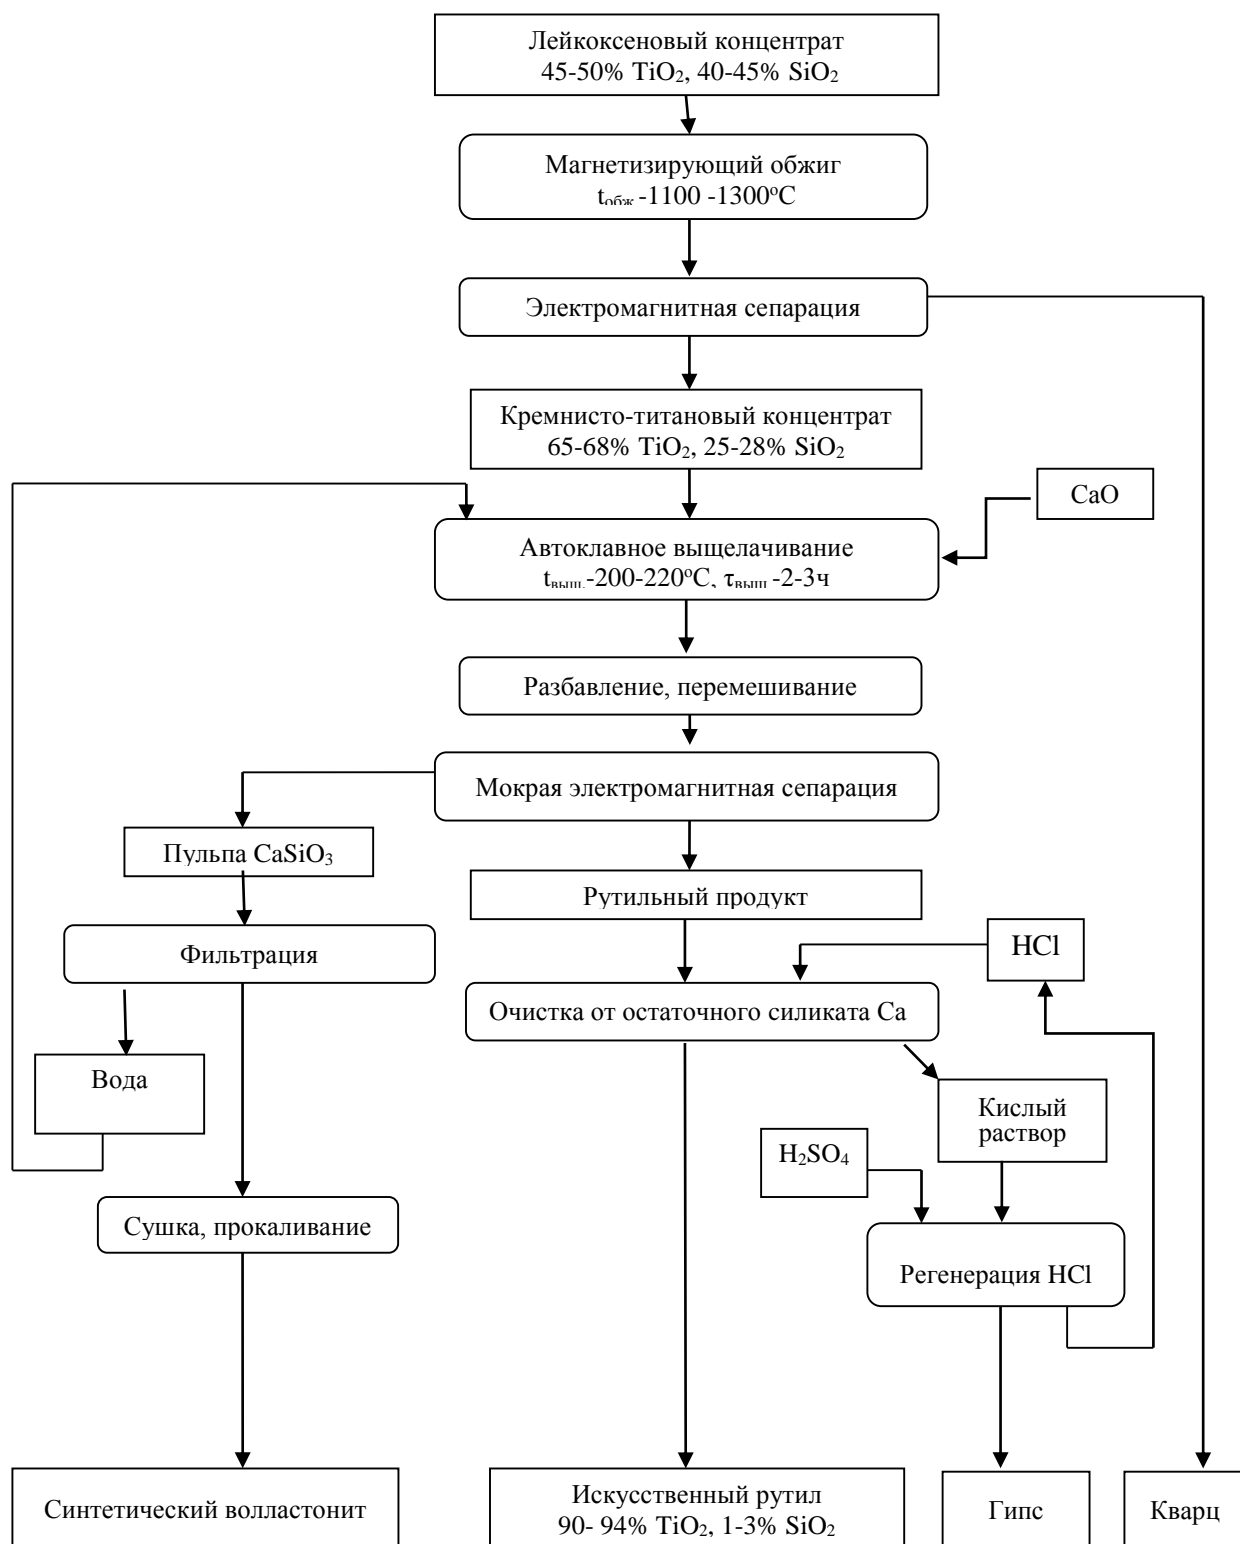 Лейкоксеновый концентрат
45-50% TiO₂, 40-45% SiO₂
Магнетизирующий обжиг
tобж -1100 -1300ºС
Электромагнитная сепарация
Кремнисто-титановый концентрат
65-68% TiO₂, 25-28% SiO₂
CaO
Автоклавное выщелачивание
tвыщ.-200-220ºС, τвыщ -2-3ч
Разбавление, перемешивание
Мокрая электромагнитная сепарация
Пульпа CaSiO₃
Рутильный продукт
Фильтрация
HCl
Очистка от остаточного силиката Са
Вода
Кислый
раствор
H₂SO₄
Сушка, прокаливание
Регенерация HCl
Синтетический волластонит
Искусственный рутил
90- 94% TiO₂, 1-3% SiO₂
Гипс
Кварц